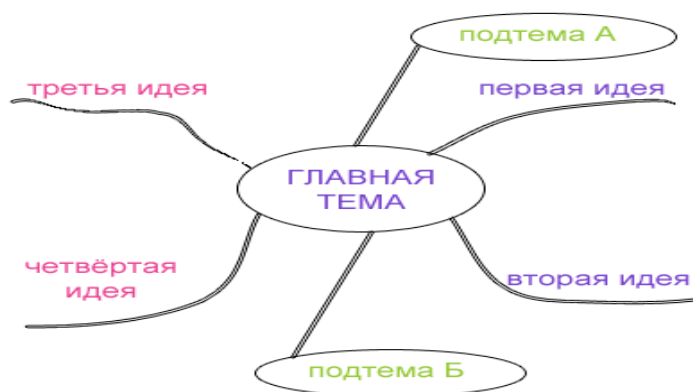 подтема А
третья идея
первая идея
ГЛАВНАЯ
ТЕМА
четвёртая
идея
вторая идея
подтема Б